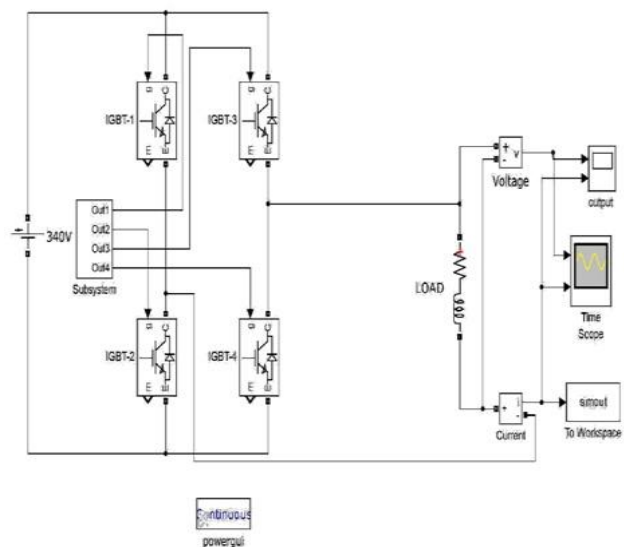 g
C
IGBT-1
m
E
g
C
IGBT-3
m
E
340V
Out1
Out2
Out3
Out4
Subsystem
g
C
IGBT-2
m
E
g
C
IGBT-4
m
E
LOAD
+
-
v
Voltage
output
Time
Scope
+
i
-
Current
simout
To Workspace
Continuous
powergui